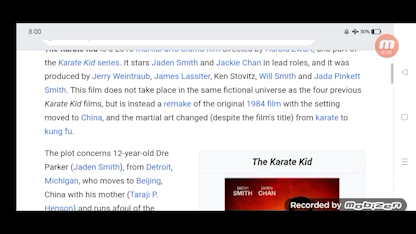 8:00
50%
The Karate Kid is a 2010 martial arts drama film directed by Harald Zwart, and part of
the Karate Kid series. It stars Jaden Smith and Jackie Chan in lead roles, and it was
produced by Jerry Weintraub, James Lassiter, Ken Stovitz, Will Smith and Jada Pinkett
Smith. This film does not take place in the same fictional universe as the four previous
Karate Kid films, but is instead a remake of the original 1984 film with the setting
moved to China, and the martial art changed (despite the film's title) from karate to
kung fu.
The plot concerns 12-year-old Dre
Parker (Jaden Smith), from Detroit,
Michigan, who moves to Beijing,
China with his mother (Taraji P.
Henson) and runs afoul of the
The Karate Kid
JADEN SMITH
JACKIE CHAN
Recorded by
MOBIZEN